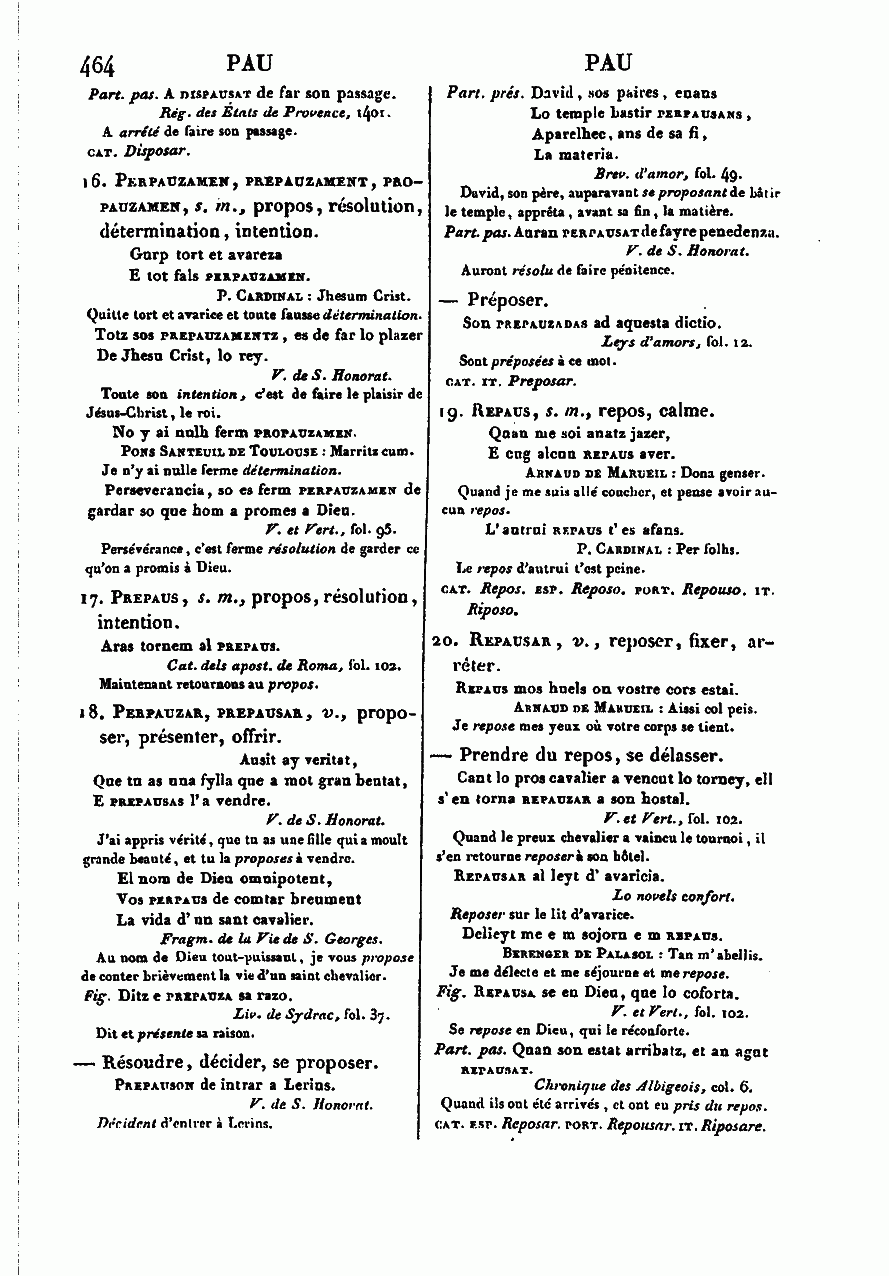 464 PAU PAU
Part. pas. A DISPAUSAT de far son passage.
Rég. des États de Provence, 1401.
A arrêté de faire son passage.
CAT. Disposar.
16. PERPAUZAMEN, PREPAUZAMENT, PRO-
PAUZAMEN, s. m., propos, résolution,
détermination, intention.
Gurp tort et avareza
E tot fals PERPAUZAMEN.
P. CARDINAL : Jhesum Crist.
Quitte tort et avarice et toute fausse détermination.
Totz sos PREPAUZAMENTZ, es de far lo plazer
De Jhesu Crist, lo rey.
V. de S. Honorat.
Toute son intention, c'est de faire le plaisir de
Jésus-Christ, le roi.
No y ai nulh ferm PROPAUZAMEN.
PONS SANTEUIL DE TOULOUSE : Marritz cum.
Je n'y ai nulle ferme détermination.
Perseverancia, so es ferm PERPAUZAMEN de
gardar so que hom a promes a Dieu.
V. et Vert., fol. 95.
Persévérance, c'est ferme résolution de garder ce
qu'on a promis à Dieu.
17. PREPAUS, s. m., propos, résolution,
intention.
Aras tornem al PREPAUS.
Cat. dels apost. de Roma, fol. 102.
Maintenant retournons au propos.
18. PERPAUZAR, PREPAUSAR, v., propo-
ser, présenter, offrir.
Ausit ay veritat,
Que tu as una fylla que a mot gran beutat,
E PREPAUSAS l'a vendre.
V. de S. Honorat.
J'ai appris vérité, que tu as une fille qui a moult
grande beauté, et tu la proposes à vendre.
El nom de Dieu omnipotent,
Vos PERPAUS de comtar breument
La vida d'un sant cavalier.
Fragm. de la Vie de S. Georges.
Au nom de Dieu tout-puissant, je vous propose
de conter brièvement la vie d'un saint chevalier.
Fig. Ditz e PREPAUZA sa razo.
Liv. de Sydrac, fol. 37.
Dit et présente sa raison.
— Résoudre, décider, se proposer.
PREPAUSON de intrar a Lerins.
V. de S. Honorat.
Décident d'entrer à Lerins.
Part. prés. David, sos paires, enans
Lo temple bastir PERPAUSANS,
Aparelhec, ans de sa fi,
La materia.
Brev. d'amor, fol. 49.
David, son père, auparavant se proposant de bâtir
le temple, apprêta, avant sa fin, la matière.
Part. pas. Auran PERPAUSAT de fayre penedenza.
V. de S. Honorat.
Auront résolu de faire pénitence.
— Préposer.
Son PREPAUZADAS ad aquesta dictio.
Leys d'amors, fol. 12.
Sont préposées à ce mot.
CAT. IT. Preposar.
19. REPAUS, s. m., repos, calme.
Quan me soi anatz jazer,
E cug alcun REPAUS aver.
ARNAUD DE MARUEIL : Dona genser.
Quand je me suis allé coucher, et pense avoir au-
cun repos.
L'autrui REPAUS t'es afans.
P. CARDINAL : Per folhs.
Le repos d'autrui t'est peine.
CAT. Repos. ESP. Reposo. PORT. Repouso. IT.
Riposo.
20. REPAUSAR, v., reposer, fixer, ar-
rêter.
REPAUS mos huels on vostre cors estai.
ARNAUD DE MARUEIL : Aissi col peis.
Je repose mes yeux où votre corps se tient.
— Prendre du repos, se délasser.
Cant lo pros cavalier a vencut lo torney, ell
s'en torna REPAUZAR a son hostal.
V. et Vert., fol. 102.
Quand le preux chevalier a vaincu le tournoi, il
s'en retourne reposer à son hôtel.
REPAUSAR al leyt d'avaricia.
Lo novels confort.
Reposer sur le lit d'avarice.
Delieyt me e m sojorn e m REPAUS.
BERENGER DE PALASOL : Tan m'abellis.
Je me délecte et me séjourne et me repose.
Fig. REPAUSA se en Dieu, que lo coforta.
V. et Vert., fol. 102.
Se repose en Dieu, qui le réconforte.
Part. pas. Quan son estat arribatz, et an agut
REPAUSAT.
Chronique des Albigeois, col. 6.
Quand ils ont été arrivés, et ont eu pris du repos.
CAT. ESP. Reposar. PORT. Repousar. IT. Riposare.